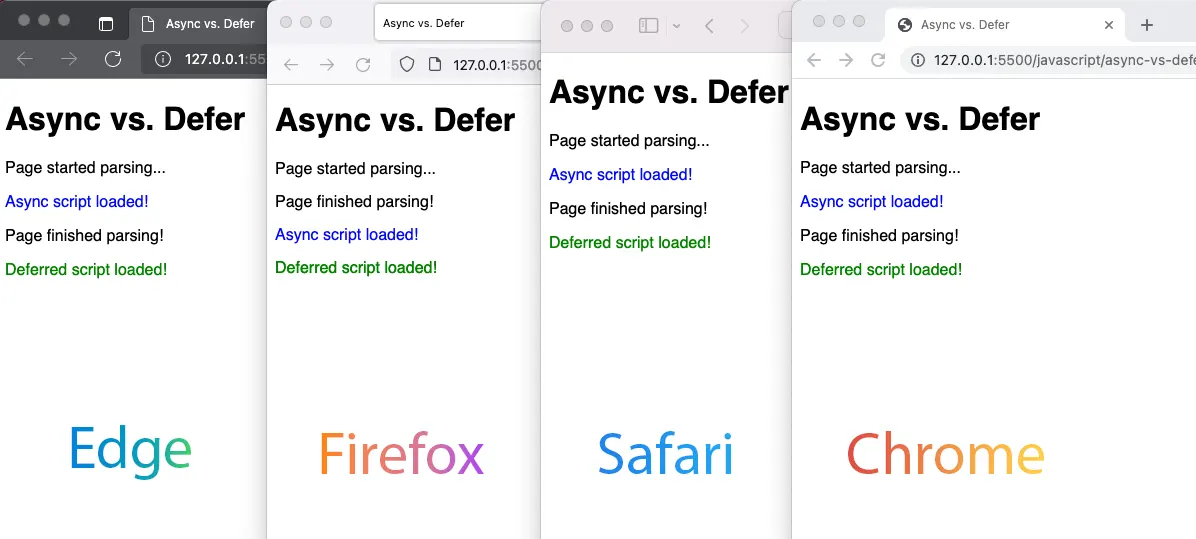 Async vs. Defer
127.0.0.1:55
Async vs. Defer
Page started parsing...
Async script loaded!
Page finished parsing!
Deferred script loaded!
Edge
Async vs. Defer
127.0.0.1:5500
Async vs. Defer
Page started parsing...
Page finished parsing!
Async script loaded!
Deferred script loaded!
Firefox
Async vs. Defer
Page started parsing...
Async script loaded!
Page finished parsing!
Deferred script loaded!
Safari
Async vs. Defer
127.0.0.1:5500/javascript/async-vs-defe
Async vs. Defer
Page started parsing...
Async script loaded!
Page finished parsing!
Deferred script loaded!
Chrome